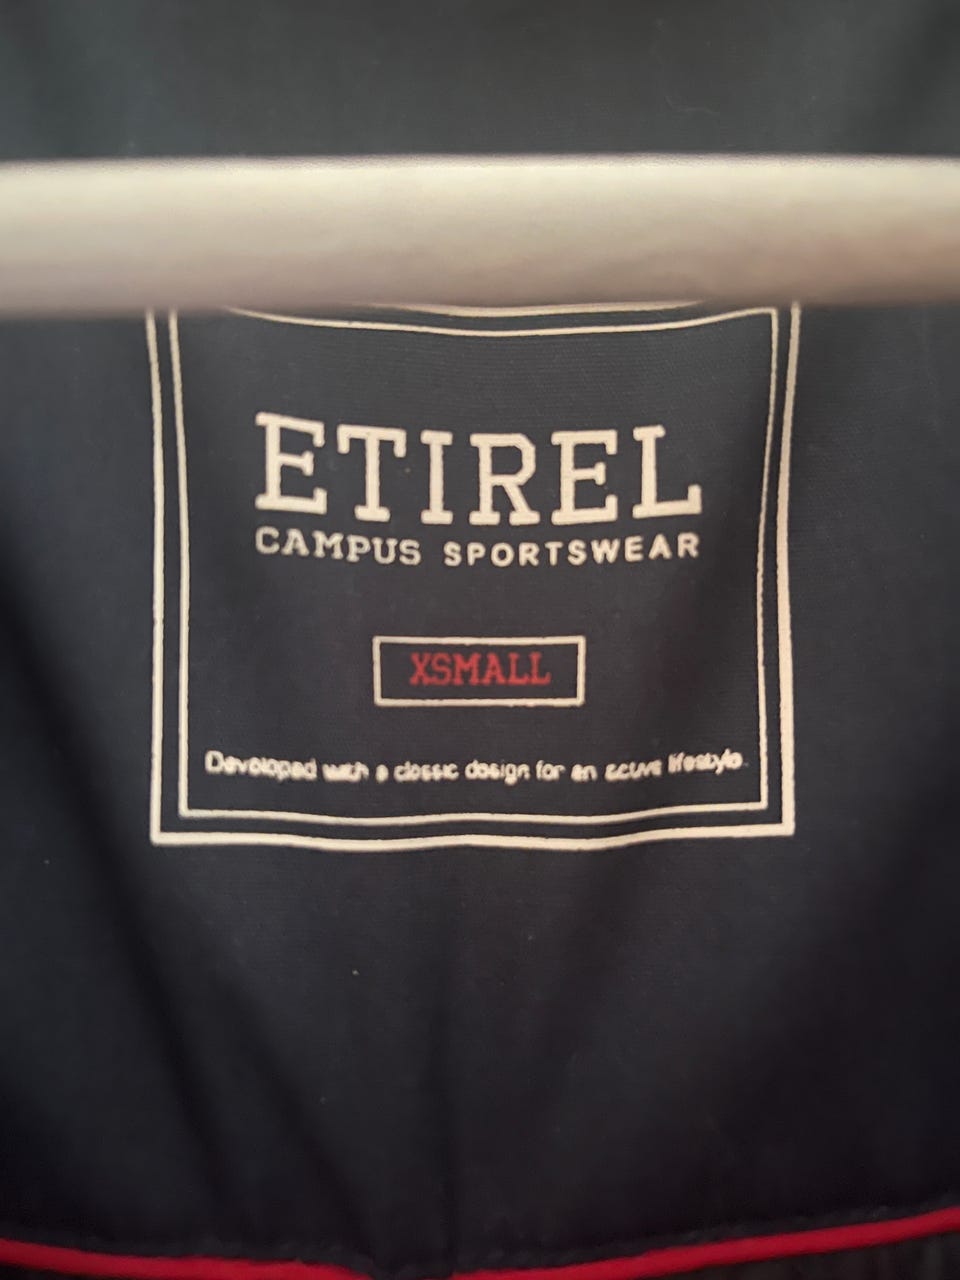 ETIREL
CAMPUS SPORTSWEAR
XSMALL
Developed with a classic design for an active lifestyle.